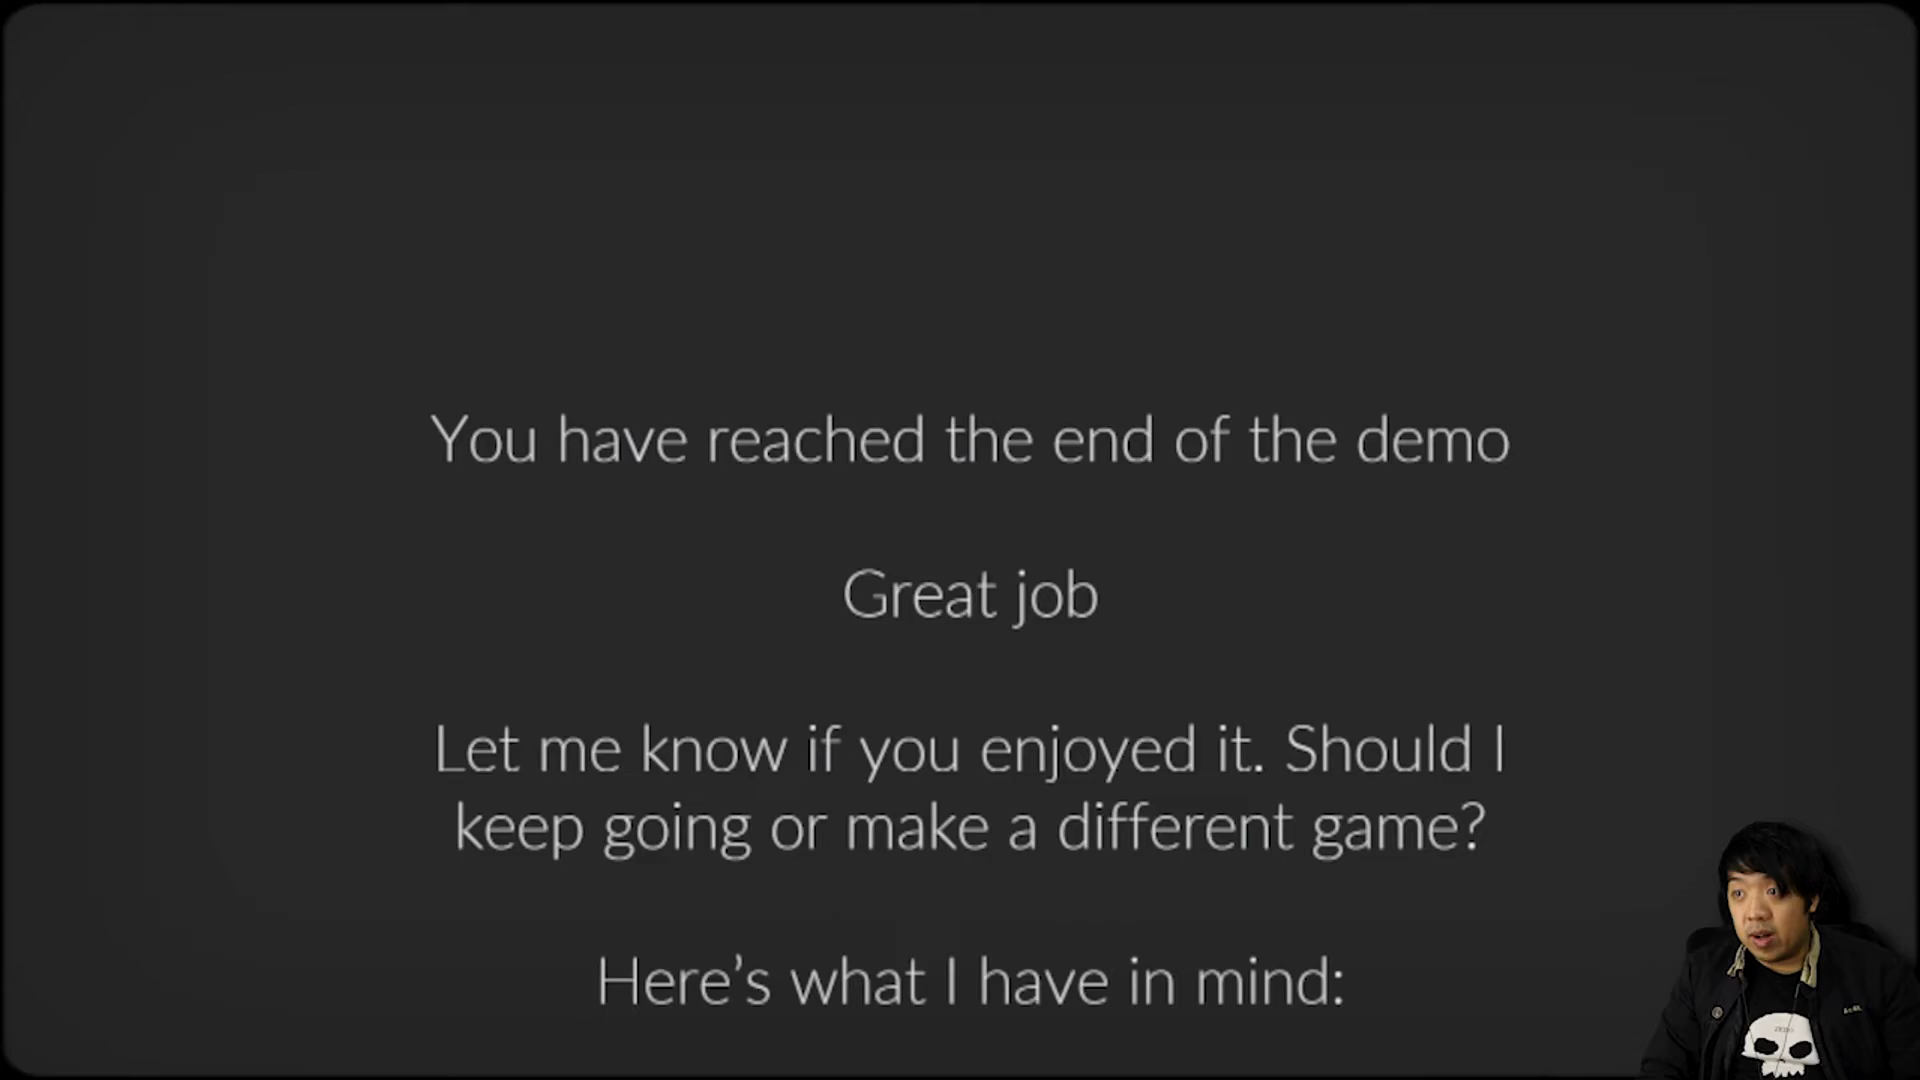 You have reached the end of the demo
Great job
Let me know if you enjoyed it. Should I
keep going or make a different game?
Here’s what I have in mind: